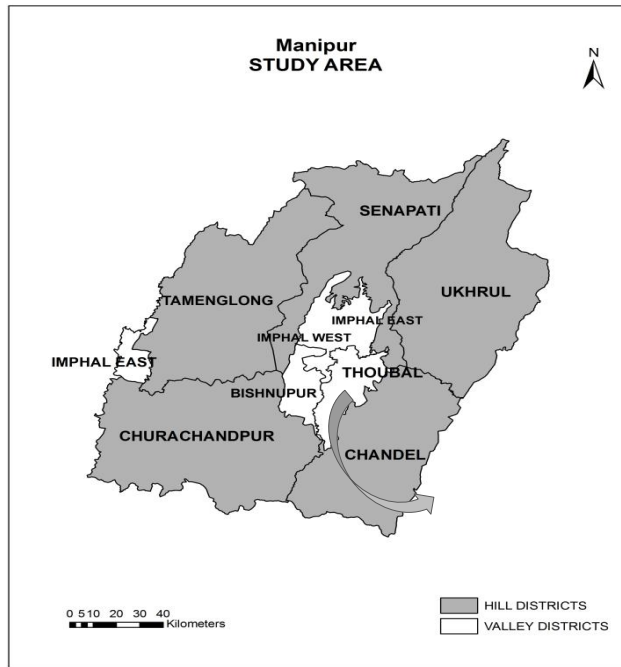 Manipur
STUDY AREA
N
SENAPATI
UKHRUL
TAMENGLONG
IMPHAL EAST
IMPHAL WEST
IMPHAL EAST
THOUBAL
BISHNUPUR
CHURACHANDPUR
CHANDEL
0 5 10 20 30 40
Kilometers
HILL DISTRICTS
VALLEY DISTRICTS